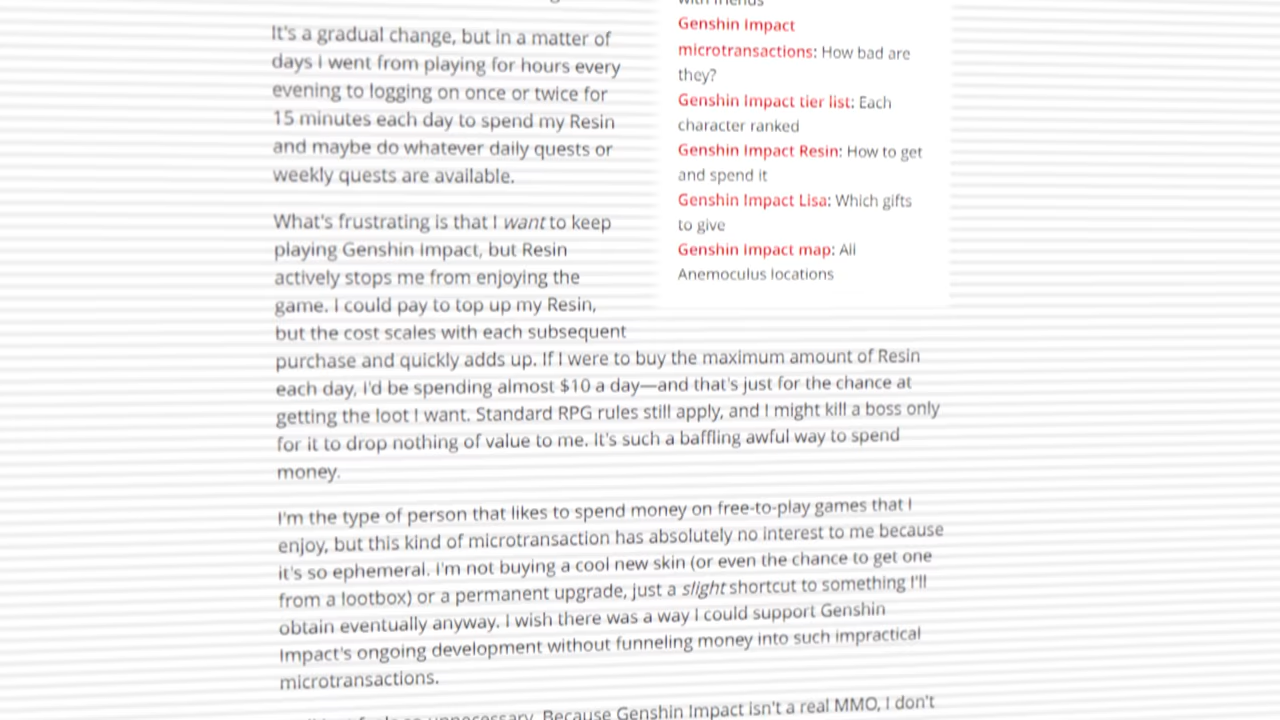 It's a gradual change, but in a matter of
days I went from playing for hours every
evening to logging on once or twice for
15 minutes each day to spend my Resin
and maybe do whatever daily quests or
weekly quests are available.
What's frustrating is that I want to keep
playing Genshin Impact, but Resin
actively stops me from enjoying the
game. I could pay to top up my Resin,
but the cost scales with each subsequent
purchase and quickly adds up. If I were to buy the maximum amount of Resin
each day, I'd be spending almost $10 a day—and that's just for the chance at
getting the loot I want. Standard RPG rules still apply, and I might kill a boss only
for it to drop nothing of value to me. It's such a baffling awful way to spend
money.
I'm the type of person that likes to spend money on free-to-play games that I
enjoy, but this kind of microtransaction has absolutely no interest to me because
it's so ephemeral. I'm not buying a cool new skin (or even the chance to get one
from a lootbox) or a permanent upgrade, just a slight shortcut to something I'll
obtain eventually anyway. I wish there was a way I could support Genshin
Impact's ongoing development without funneling money into such impractical
microtransactions.
unnecessary. Because Genshin Impact isn't a real MMO, I don't
with friends
Genshin Impact
microtransactions: How bad are
they?
Genshin Impact tier list: Each
character ranked
Genshin Impact Resin: How to get
and spend it
Genshin Impact Lisa: Which gifts
to give
Genshin Impact map: All
Anemoculus locations